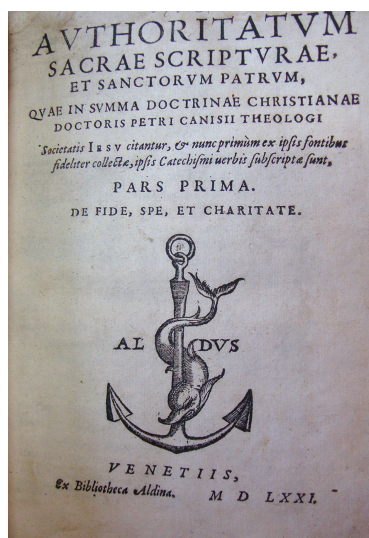 AVTHORITATVM
SACRAE SCRIPTVRAE,
ET SANCTORVM PATRVM,
QVAE IN SVMMA DOCTRINAE CHRISTIANAE
DOCTORIS PETRI CANISII THEOLOGI
Societatis IESV citantur, & nunc primùm ex ipsis fontibus
fideliter collectæ, ipsis Catechismi uerbis subscriptæ sunt.
PARS PRIMA.
DE FIDE, SPE, ET CHARITATE.
AL DVS
VENETIIS,
Ex Bibliotheca Aldina. M D LXXI.